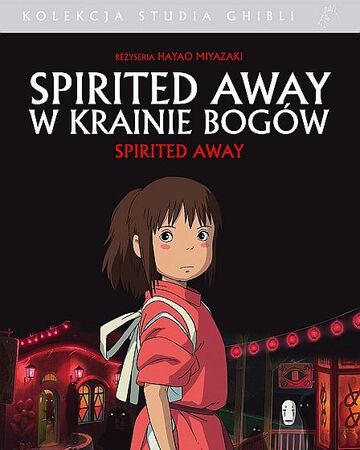 KOLEKCJA STUDIA GHIBLI
REŻYSERIA HAYAO MIYAZAKI
SPIRITED AWAY
W KRAINIE BOGÓW
SPIRITED AWAY